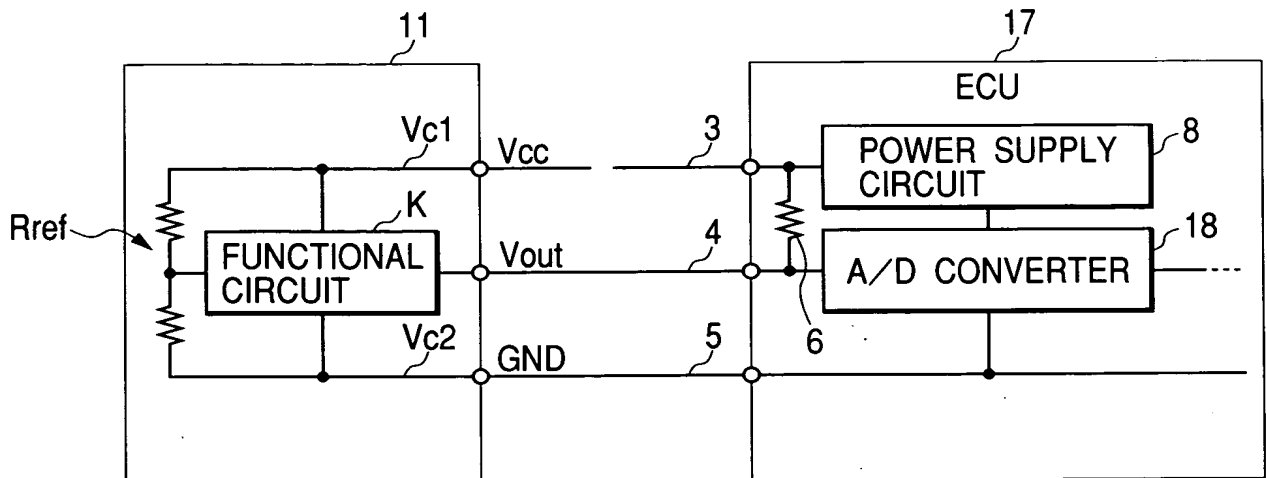 11
17
ECU
Vc1
Vcc
3
POWER SUPPLY
CIRCUIT
8
Rref
K
FUNCTIONAL
CIRCUIT
Vout
4
A/D CONVERTER
18
6
Vc2
GND
5